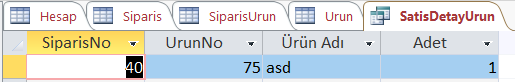 Hesap Siparis SiparisUrun Urun SatisDetayUrun
SiparisNo UrunNo Ürün Adı Adet
40 75 asd 1